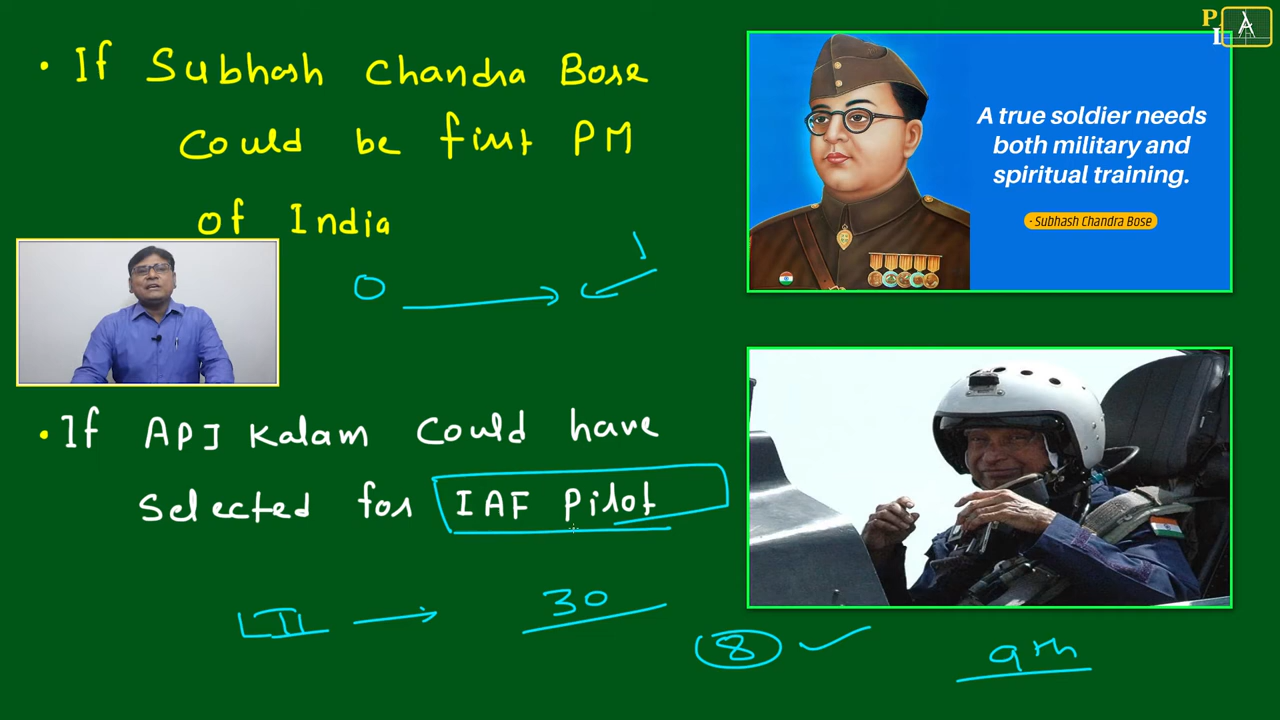 • If Subhash Chandra Bose
could be first PM
of India
0 → 1
A true soldier needs
both military and
spiritual training.
- Subhash Chandra Bose
• If APJ Kalam could have
selected for IAF Pilot
30
8 ✓
9th